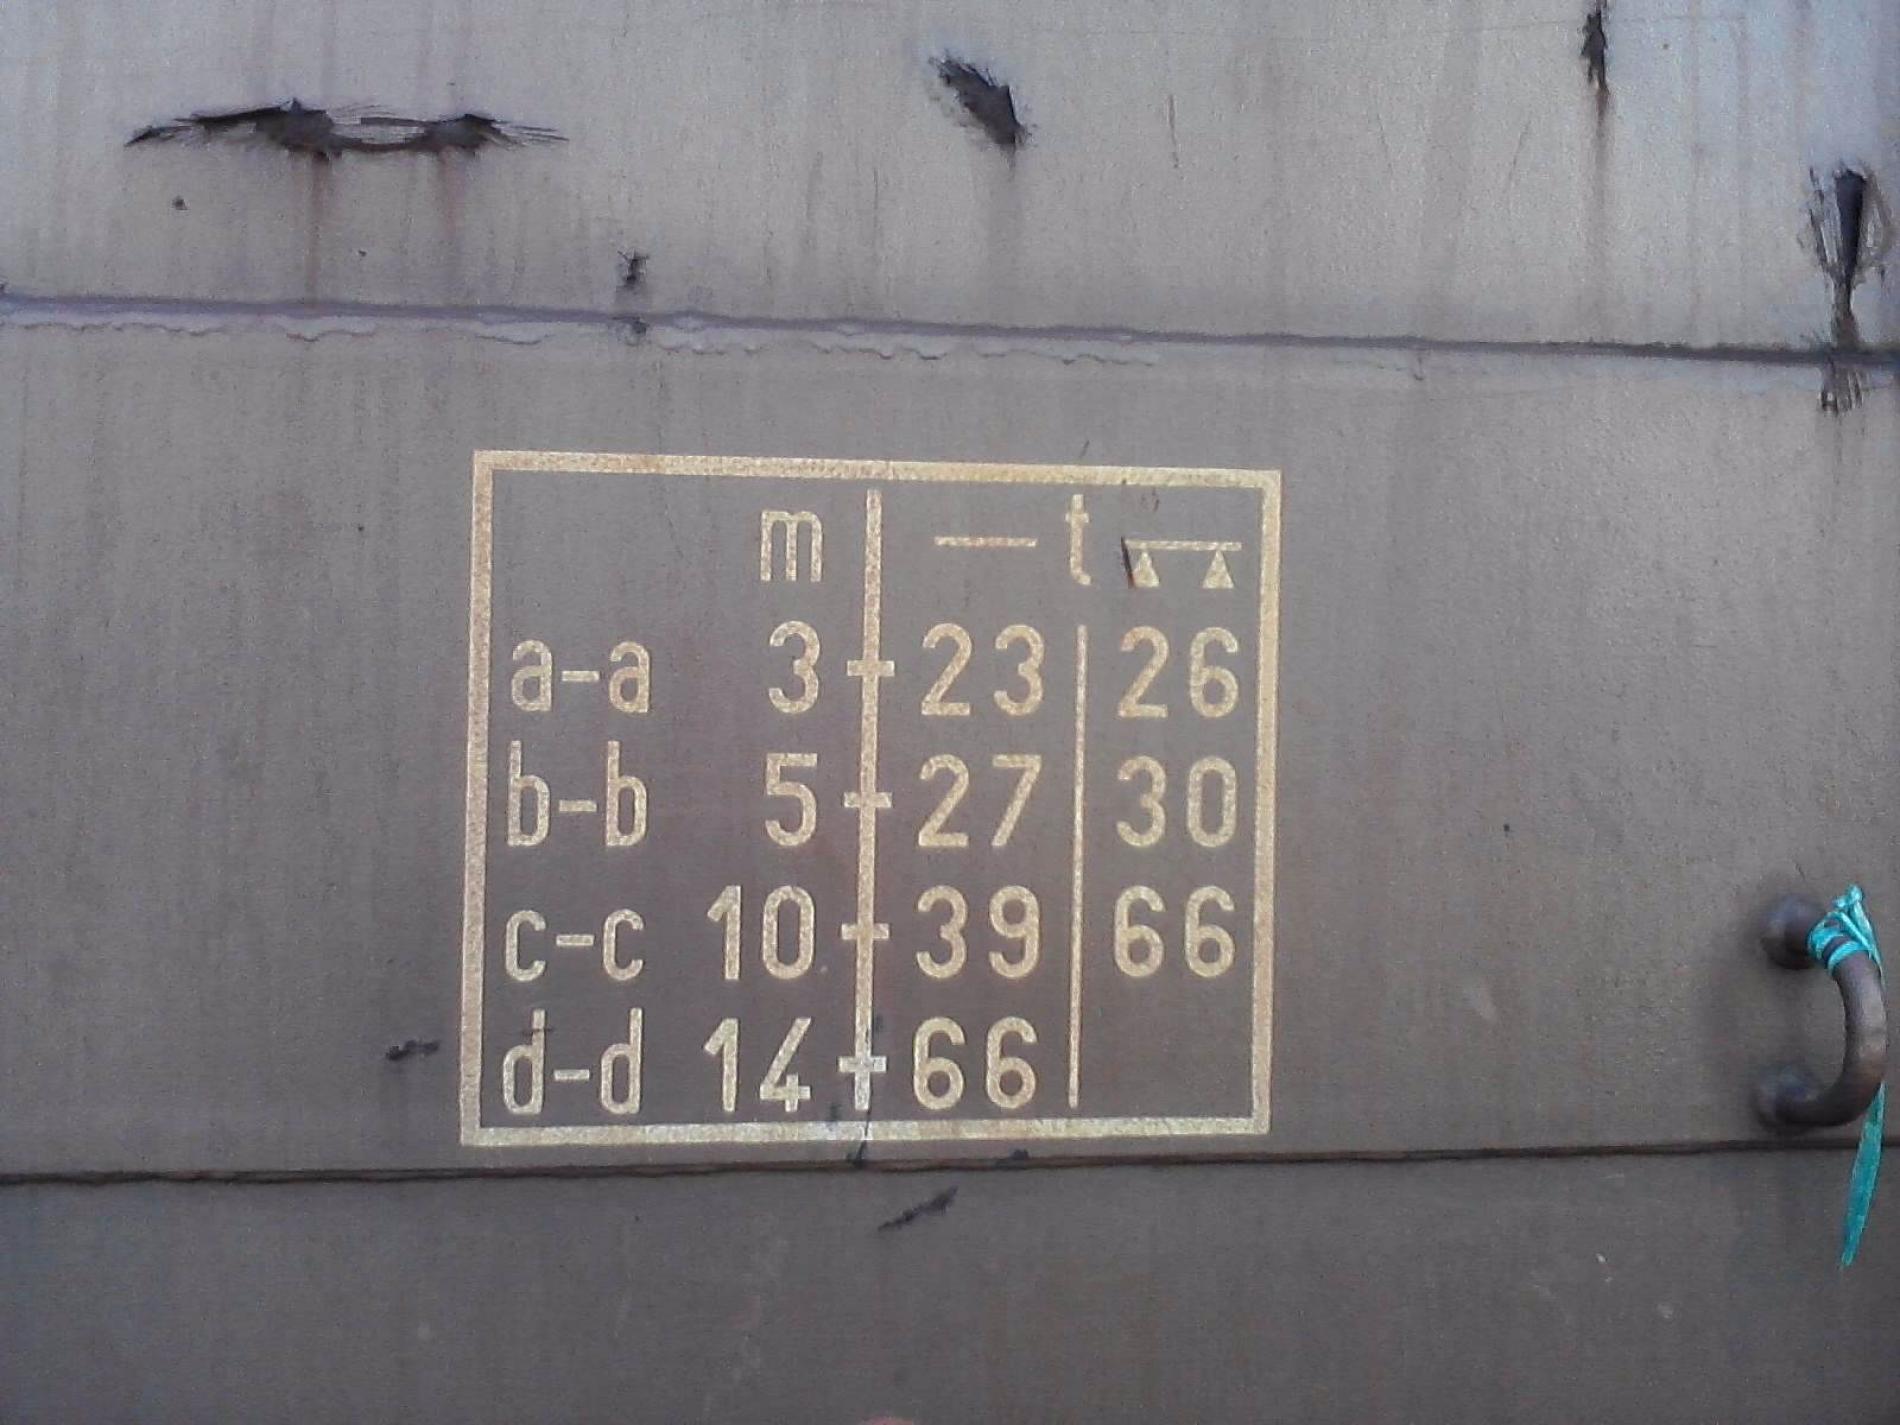 m — t
a-a 3 23 26
b-b 5 27 30
c-c 10 39 66
d-d 14 66